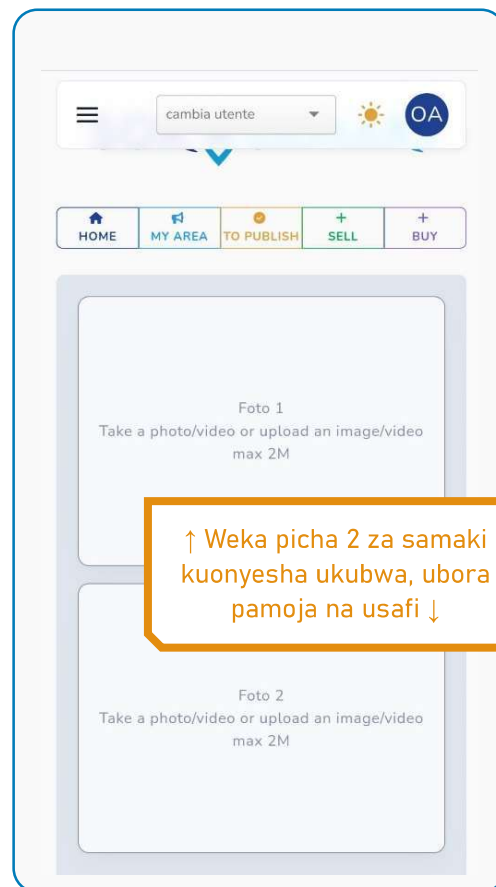 cambia utente
OA
HOME
MY AREA
TO PUBLISH
SELL
BUY
Foto 1
Take a photo/video or upload an image/video
max 2M
↑ Weka picha 2 za samaki
kuonyesha ukubwa, ubora
pamoja na usafi ↓
Foto 2
Take a photo/video or upload an image/video
max 2M